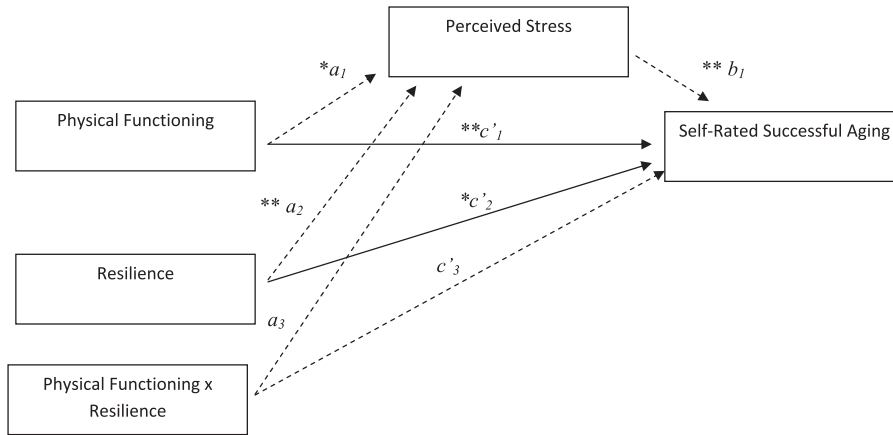 Perceived Stress
*a₁
** b₁
Physical Functioning
**c'₁
Self-Rated Successful Aging
** a₂
*c'₂
Resilience
c'₃
a₃
Physical Functioning x
Resilience